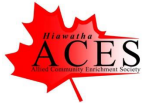 Hiawatha
ACES
Allied Community Enrichment Society